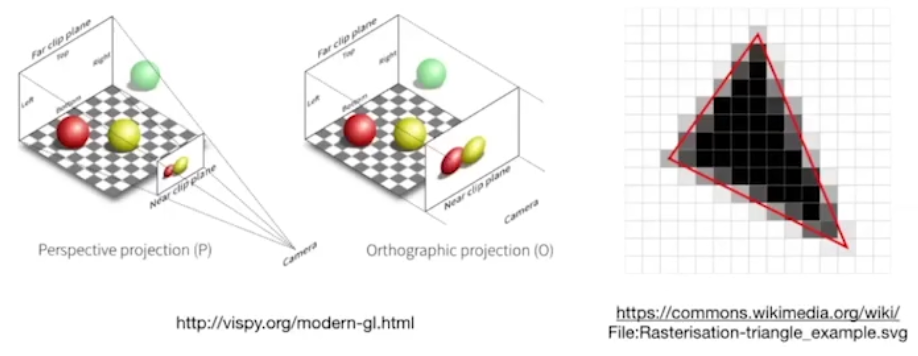 Far clip plane
Top
Right
Left
Bottom
Near clip plane
Camera
Perspective projection (P)
Far clip plane
Top
Right
Left
Bottom
Near clip plane
Camera
Orthographic projection (O)
http://vispy.org/modern-gl.html
https://commons.wikimedia.org/wiki/
File:Rasterisation-triangle_example.svg